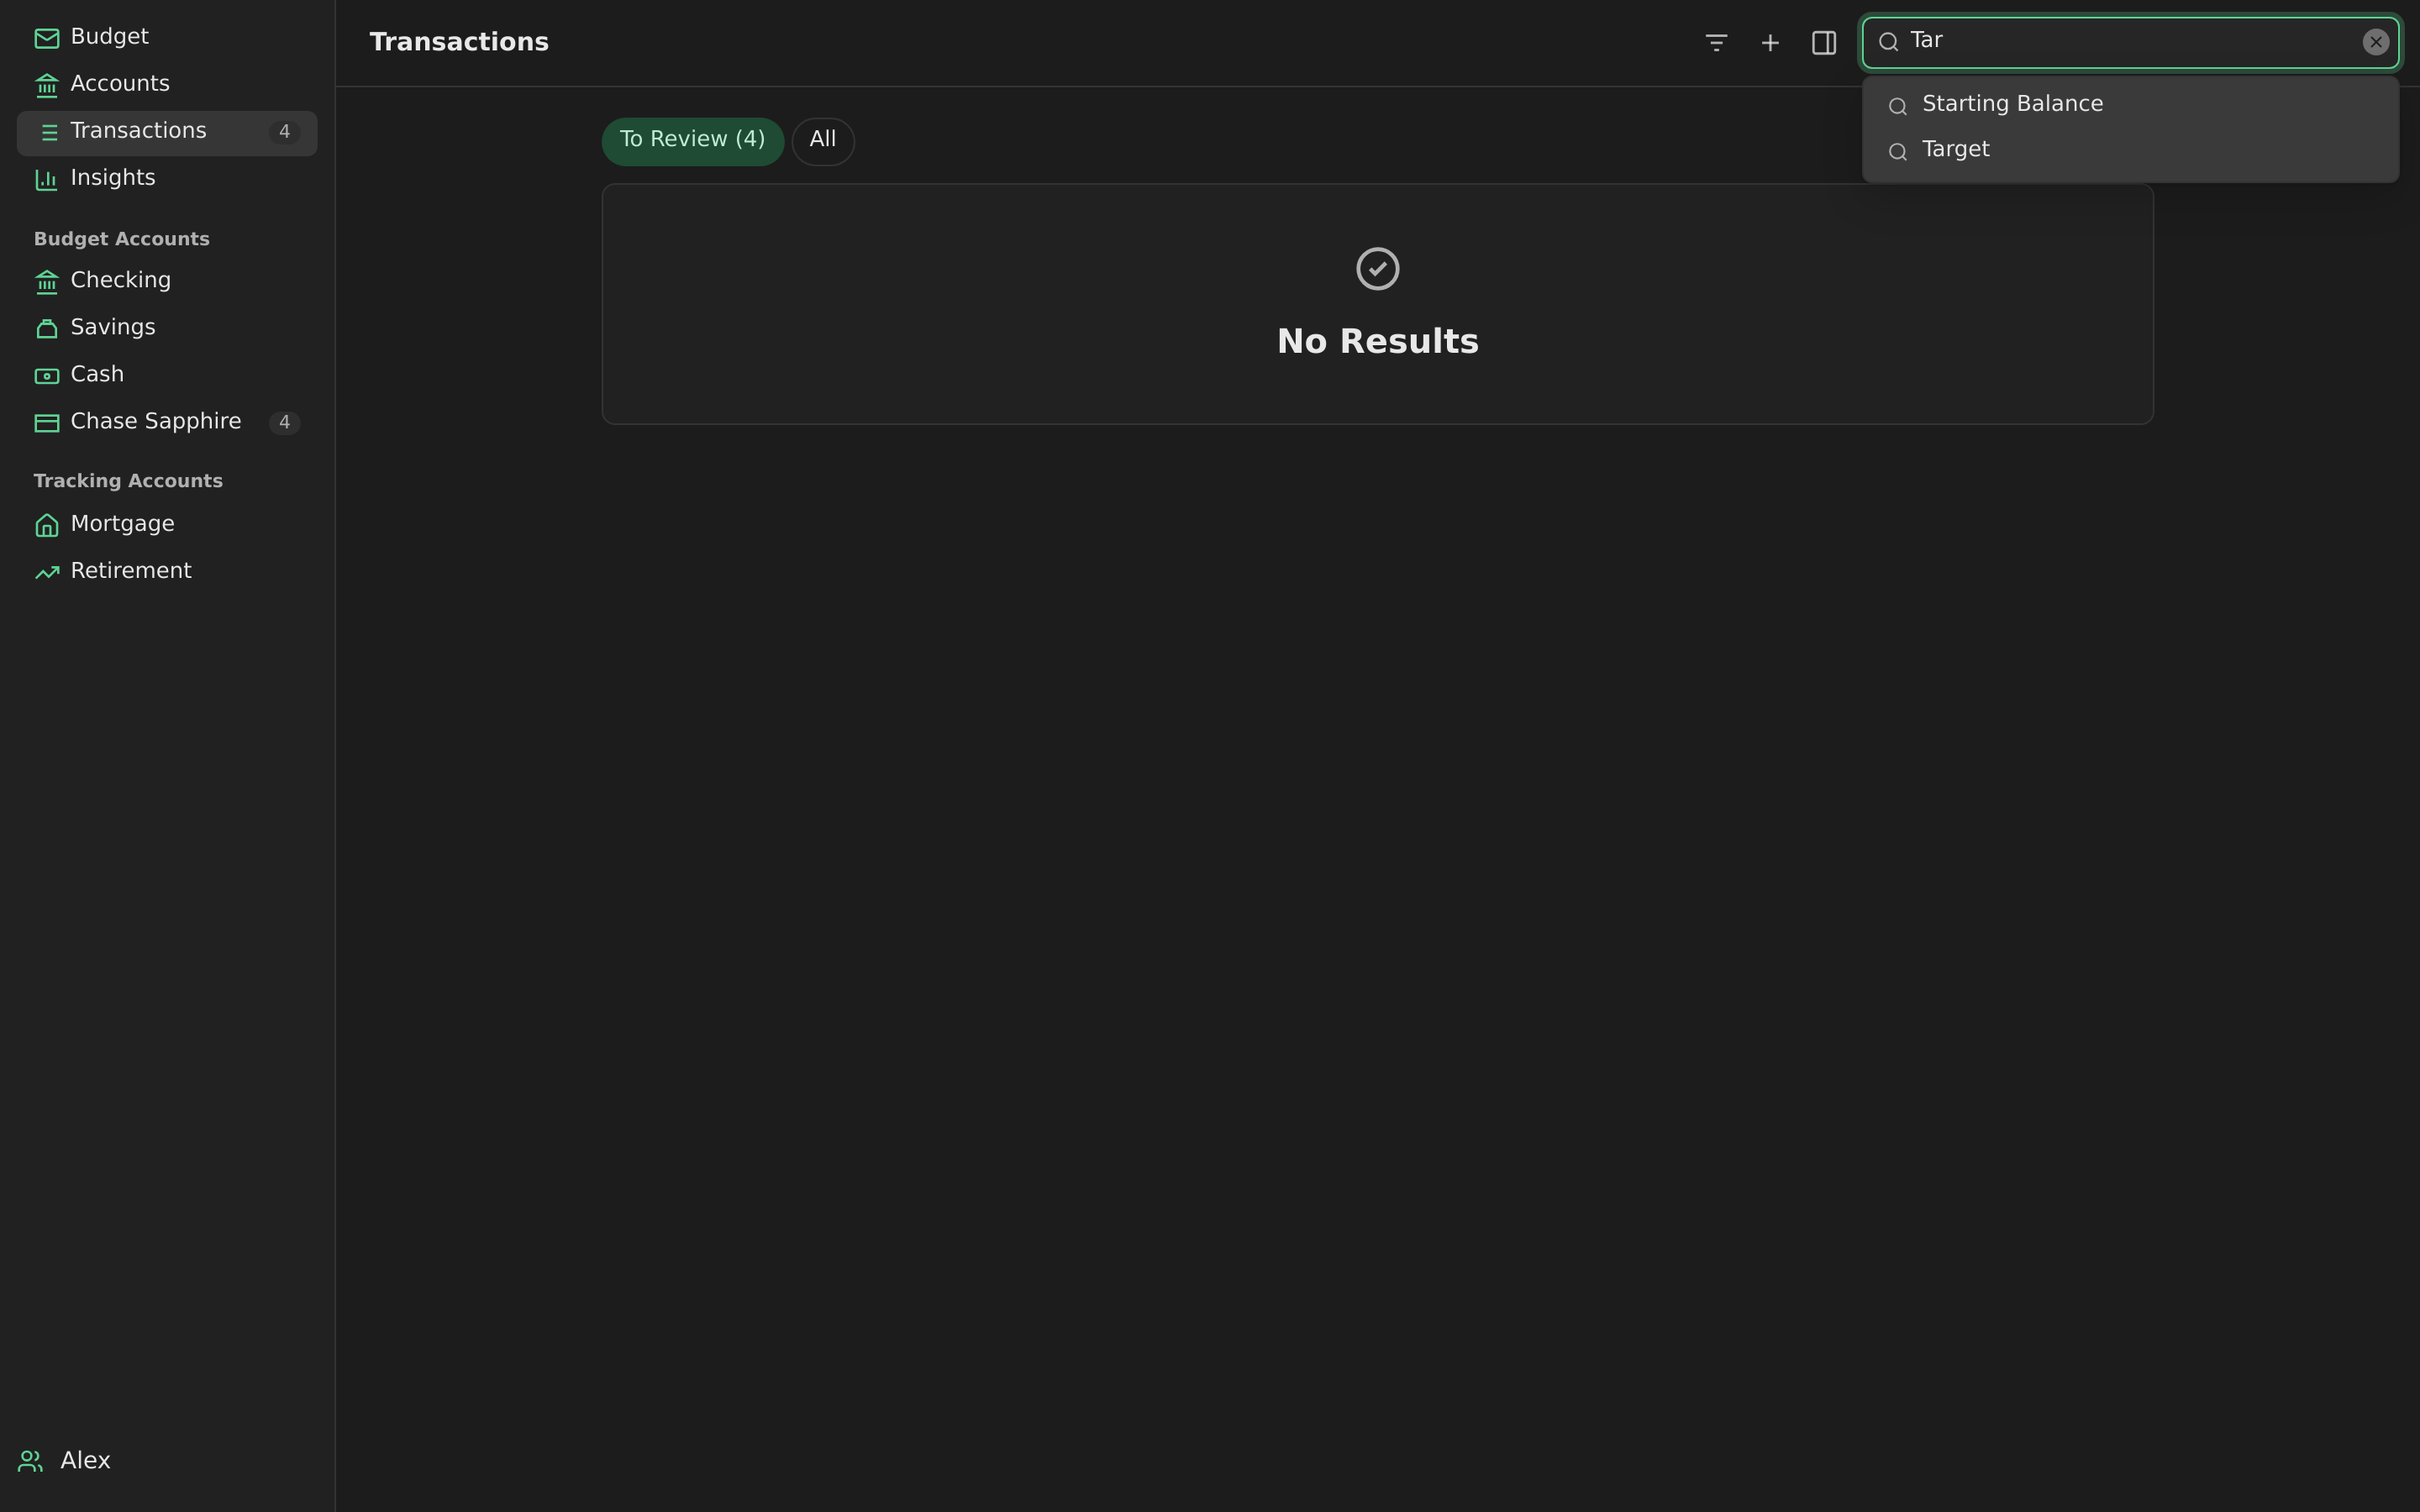 Budget
Accounts
Transactions 4
Insights
Budget Accounts
Checking
Savings
Cash
Chase Sapphire 4
Tracking Accounts
Mortgage
Retirement
Alex
Transactions
Tar
Starting Balance
Target
To Review (4) All
No Results